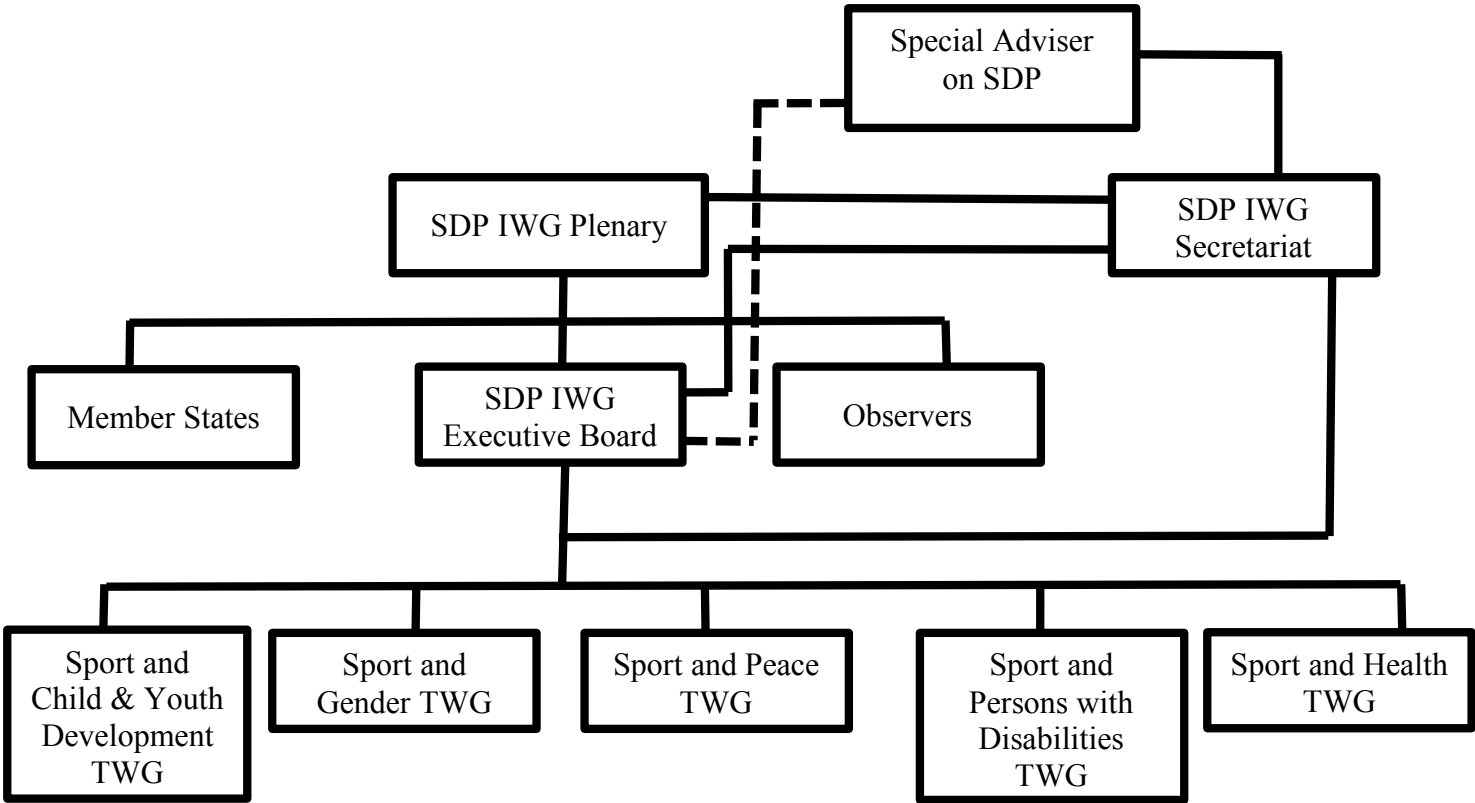 Special Adviser
on SDP
SDP IWG Plenary
SDP IWG
Secretariat
Member States
SDP IWG
Executive Board
Observers
Sport and
Child & Youth
Development
TWG
Sport and
Gender TWG
Sport and Peace
TWG
Sport and
Persons with
Disabilities
TWG
Sport and Health
TWG